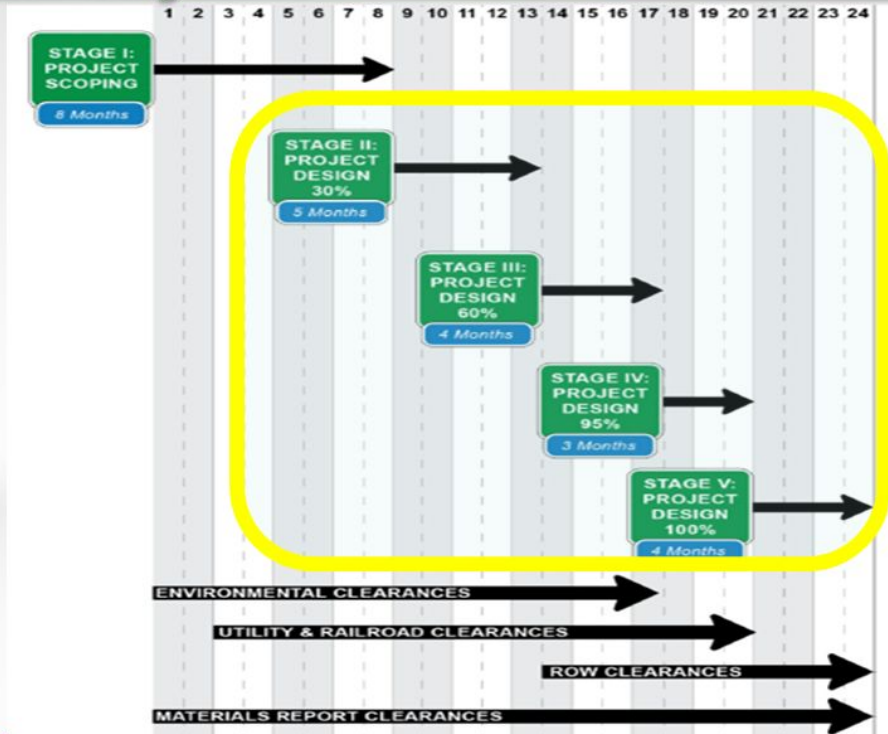 1 2 3 4 5 6 7 8 9 10 11 12 13 14 15 16 17 18 19 20 21 22 23 24
STAGE I:
PROJECT
SCOPING
8 Months
STAGE II:
PROJECT
DESIGN
30%
5 Months
STAGE III:
PROJECT
DESIGN
60%
4 Months
STAGE IV:
PROJECT
DESIGN
95%
3 Months
STAGE V:
PROJECT
DESIGN
100%
4 Months
ENVIRONMENTAL CLEARANCES
UTILITY & RAILROAD CLEARANCES
ROW CLEARANCES
MATERIALS REPORT CLEARANCES